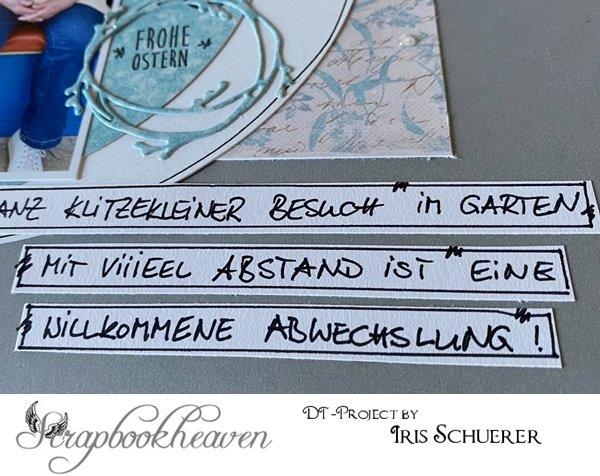 FROHE
OSTERN
ANZ KLITZEKLEINER BESUCH IM GARTEN
MIT VIIIEEL ABSTAND IST EINE
WILLKOMMENE ABWECHSLUNG!
Scrapbookheaven
DT-Project by
Iris Schuerer